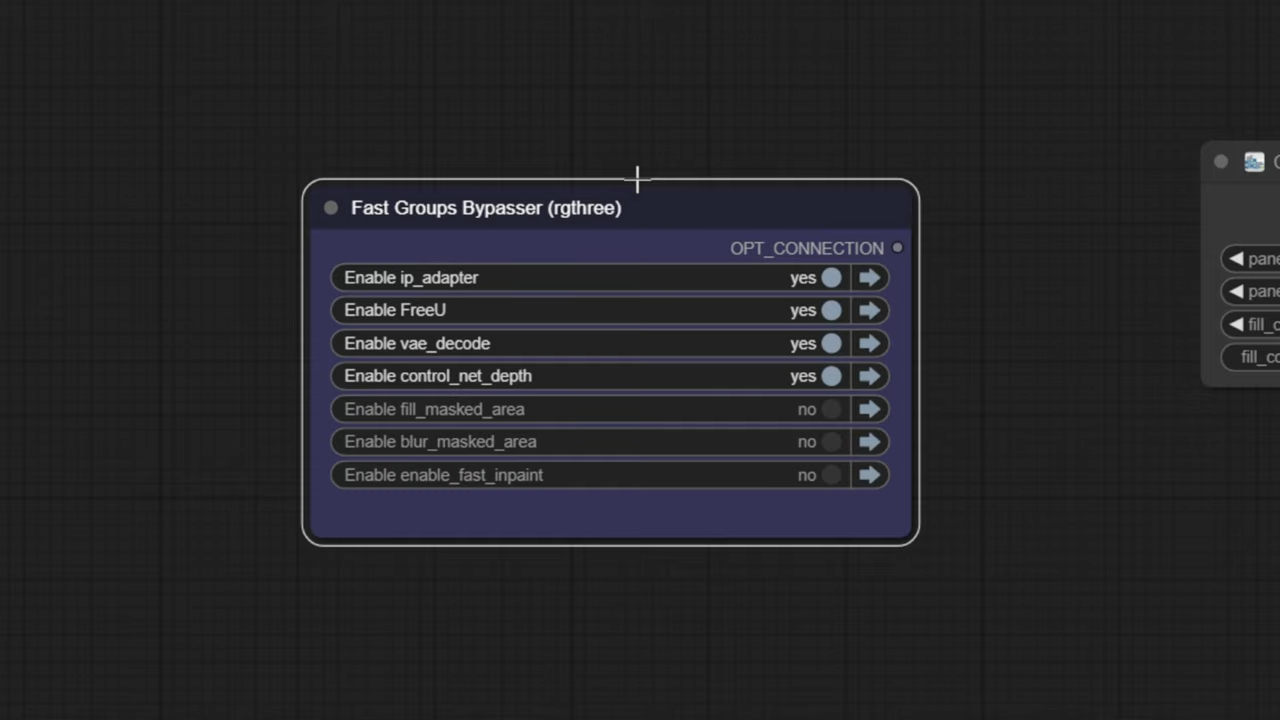 Fast Groups Bypasser (rgthree)
OPT_CONNECTION
Enable ip_adapter yes
Enable FreeU yes
Enable vae_decode yes
Enable control_net_depth yes
Enable fill_masked_area no
Enable blur_masked_area no
Enable enable_fast_inpaint no